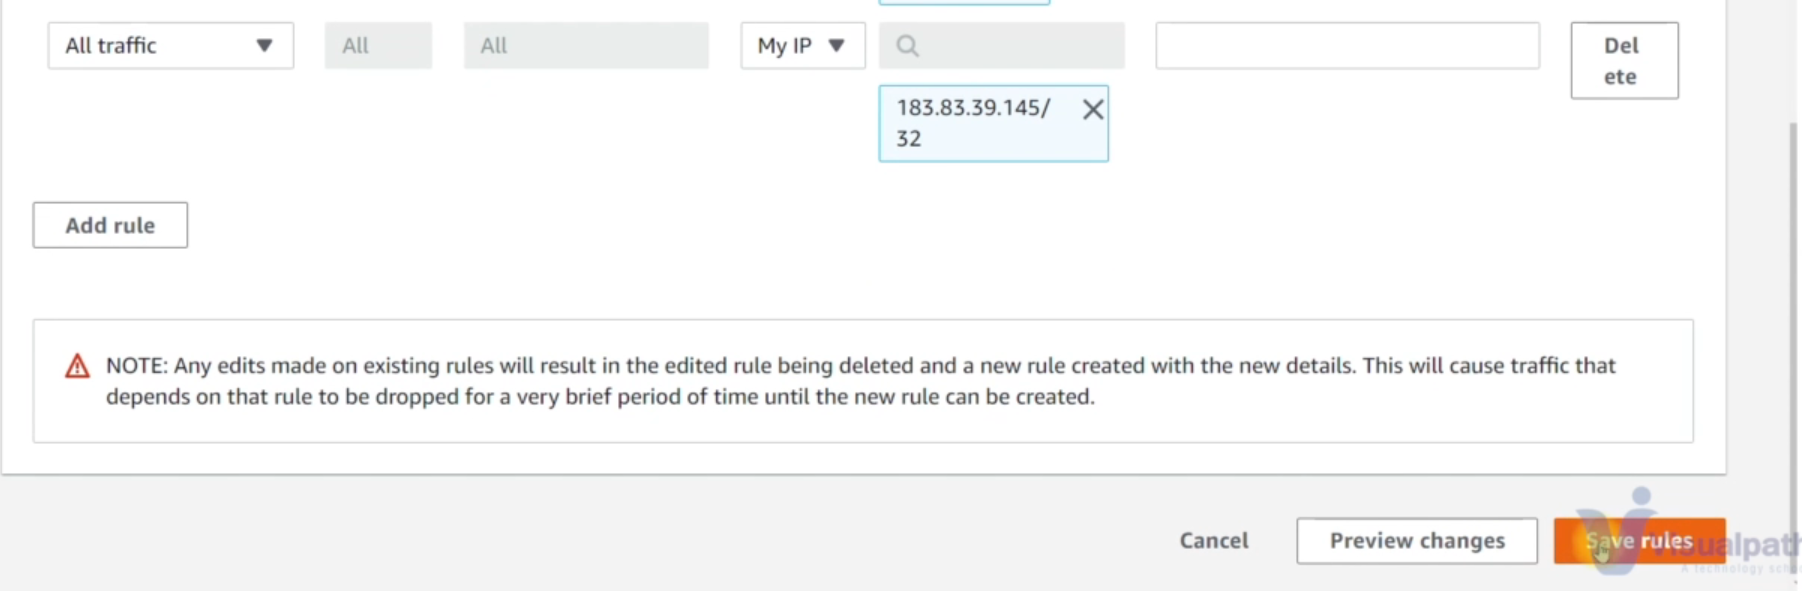 All traffic All All My IP Del
ete
183.83.39.145/
32
Add rule
NOTE: Any edits made on existing rules will result in the edited rule being deleted and a new rule created with the new details. This will cause traffic that
depends on that rule to be dropped for a very brief period of time until the new rule can be created.
Cancel Preview changes Save rules
Visualpath
A technology scho